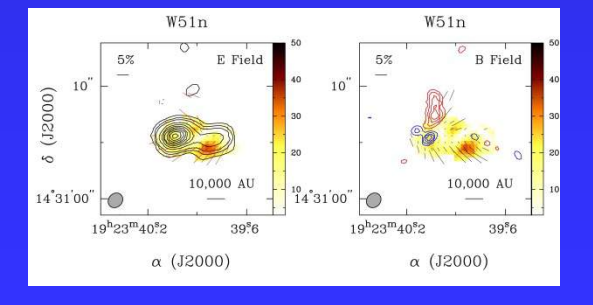 W51n
W51n
5%
E Field
50
40
30
20
10
5%
B Field
50
40
30
20
10
10"
10"
δ (J2000)
10,000 AU
10,000 AU
14°31'00"
14°31'00"
19ʰ23ᵐ40ˢ.2
39ˢ.6
19ʰ23ᵐ40ˢ.2
39ˢ.6
α (J2000)
α (J2000)